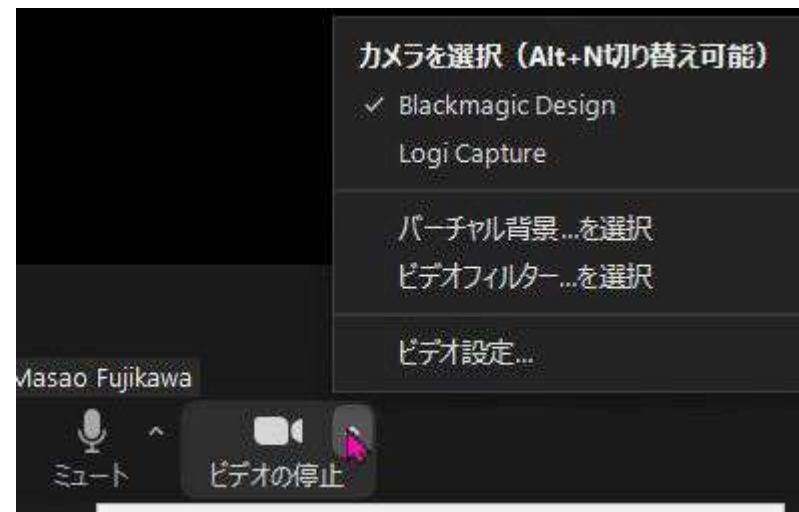 カメラを選択（Alt+N切り替え可能）
Blackmagic Design
Logi Capture
バーチャル背景...を選択
ビデオフィルター...を選択
ビデオ設定...
Masao Fujikawa
ミュート ビデオの停止